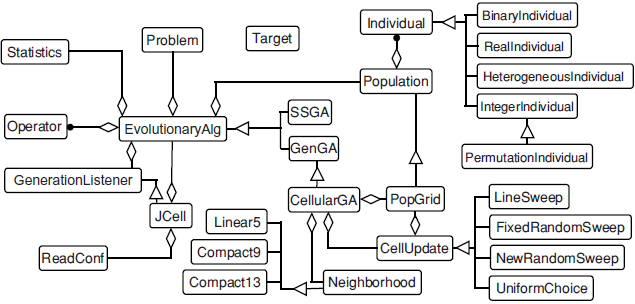 Statistics
Problem
Target
Individual
BinaryIndividual
RealIndividual
HeterogeneousIndividual
IntegerIndividual
PermutationIndividual
Population
Operator
EvolutionaryAlg
SSGA
GenGA
GenerationListener
JCell
CellularGA
PopGrid
ReadConf
Linear5
Compact9
Compact13
Neighborhood
CellUpdate
LineSweep
FixedRandomSweep
NewRandomSweep
UniformChoice